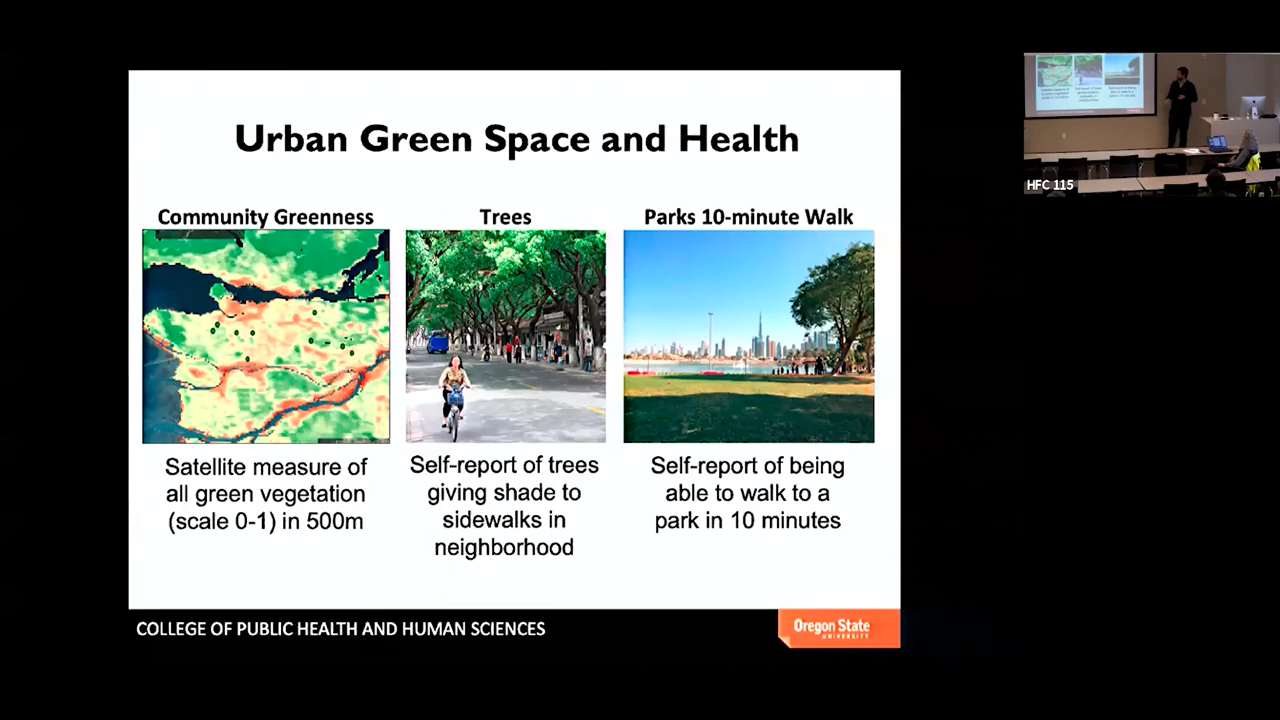 Urban Green Space and Health
Community Greenness
Trees
Parks 10-minute Walk
Satellite measure of
all green vegetation
(scale 0-1) in 500m
Self-report of trees
giving shade to
sidewalks in
neighborhood
Self-report of being
able to walk to a
park in 10 minutes
COLLEGE OF PUBLIC HEALTH AND HUMAN SCIENCES
Oregon State
UNIVERSITY
HFC 115